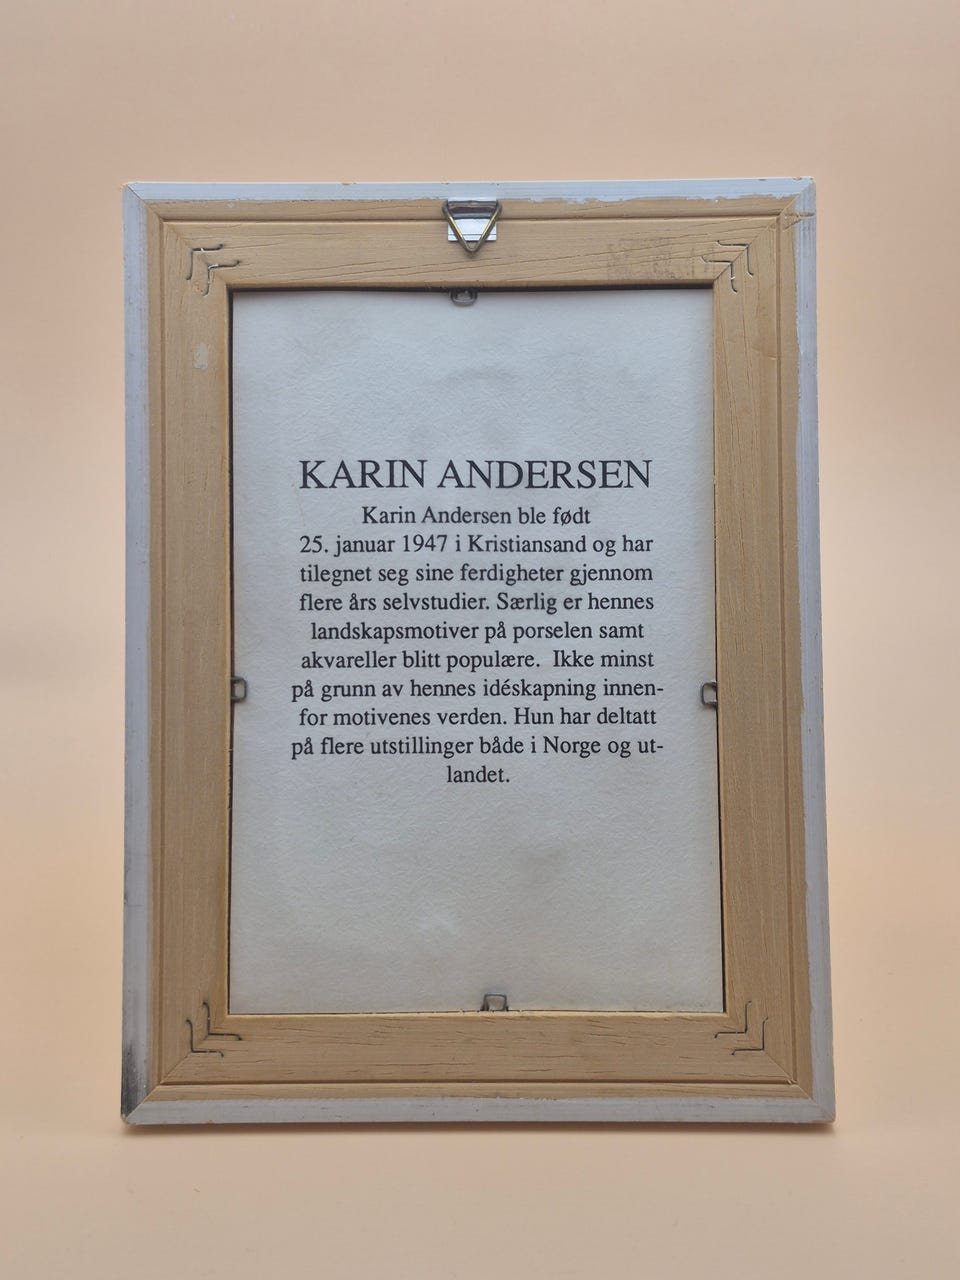 KARIN ANDERSEN
Karin Andersen ble født
25. januar 1947 i Kristiansand og har
tilegnet seg sine ferdigheter gjennom
flere års selvstudier. Særlig er hennes
landskapsmotiver på porselen samt
akvareller blitt populære. Ikke minst
på grunn av hennes idéskapning innen-
for motivenes verden. Hun har deltatt
på flere utstillinger både i Norge og ut-
landet.